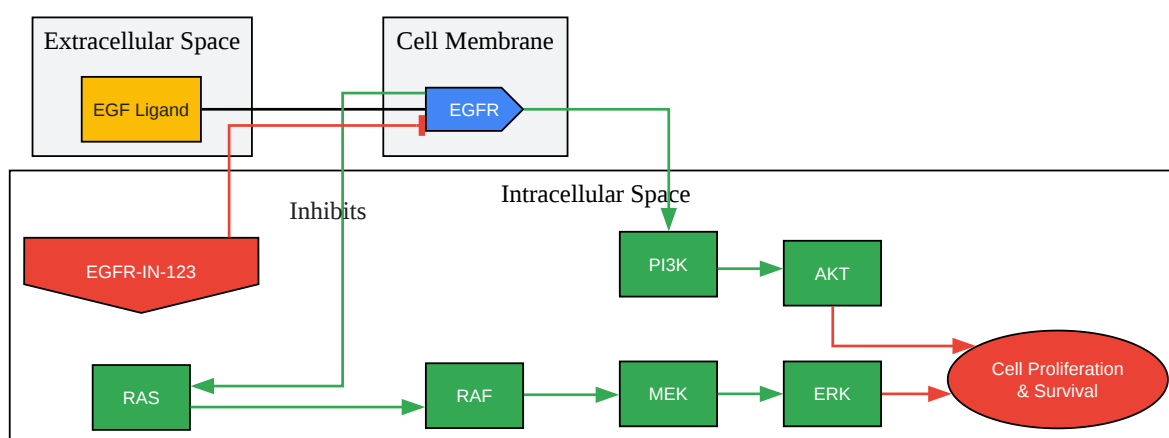 Extracellular Space
Cell Membrane
EGF Ligand
EGFR
Intracellular Space
Inhibits
EGFR-IN-123
PI3K
AKT
RAS
RAF
MEK
ERK
Cell Proliferation
& Survival